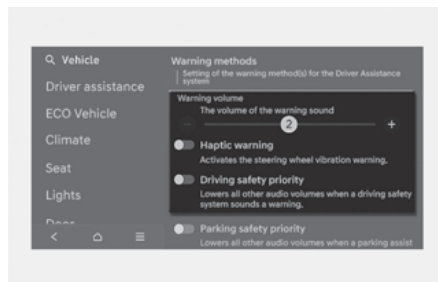 Vehicle
Driver assistance
ECO Vehicle
Climate
Seat
Lights
Door
Warning methods
Setting of the warning method(s) for the Driver Assistance
system
Warning volume
The volume of the warning sound
2
Haptic warning
Activates the steering wheel vibration warning.
Driving safety priority
Lowers all other audio volumes when a driving safety
system sounds a warning.
Parking safety priority
Lowers all other audio volumes when a parking assist